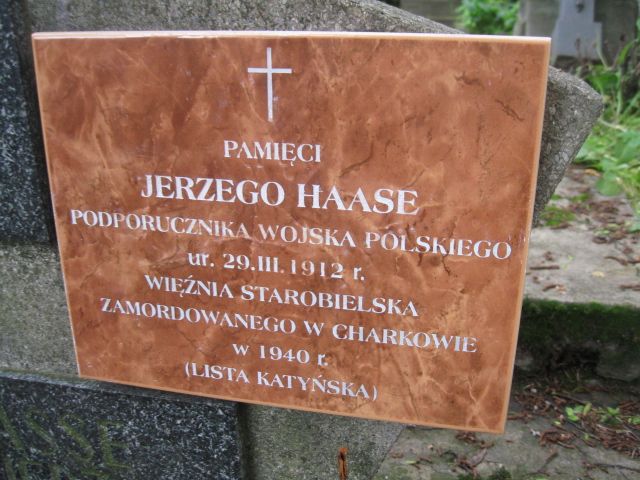 PAMIĘCI
JERZEGO HAASE
PODPORUCZNIKA WOJSKA POLSKIEGO
ur. 29.III.1912 r.
WIĘŹNIA STAROBIELSKA
ZAMORDOWANEGO W CHARKOWIE
w 1940 r.
(LISTA KATYŃSKA)